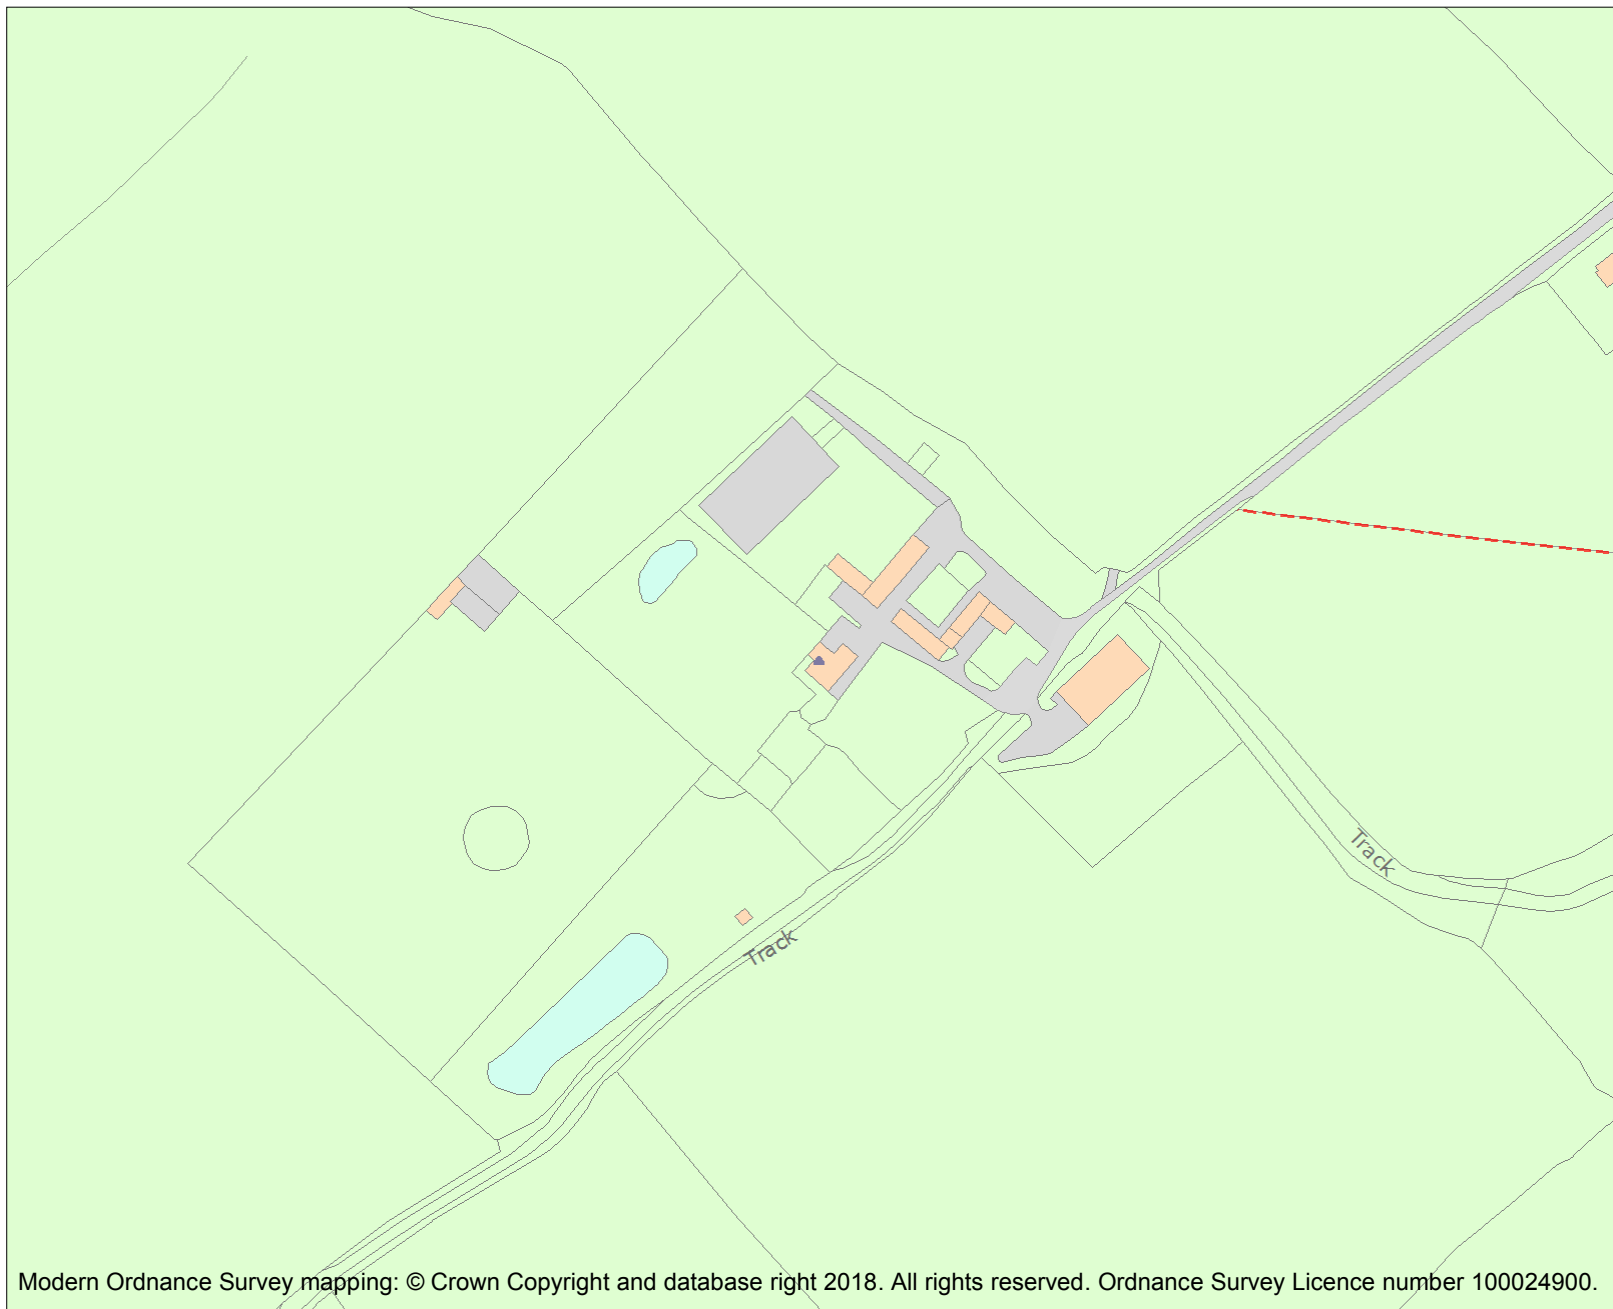 Track
Track
Modern Ordnance Survey mapping: © Crown Copyright and database right 2018. All rights reserved. Ordnance Survey Licence number 100024900.